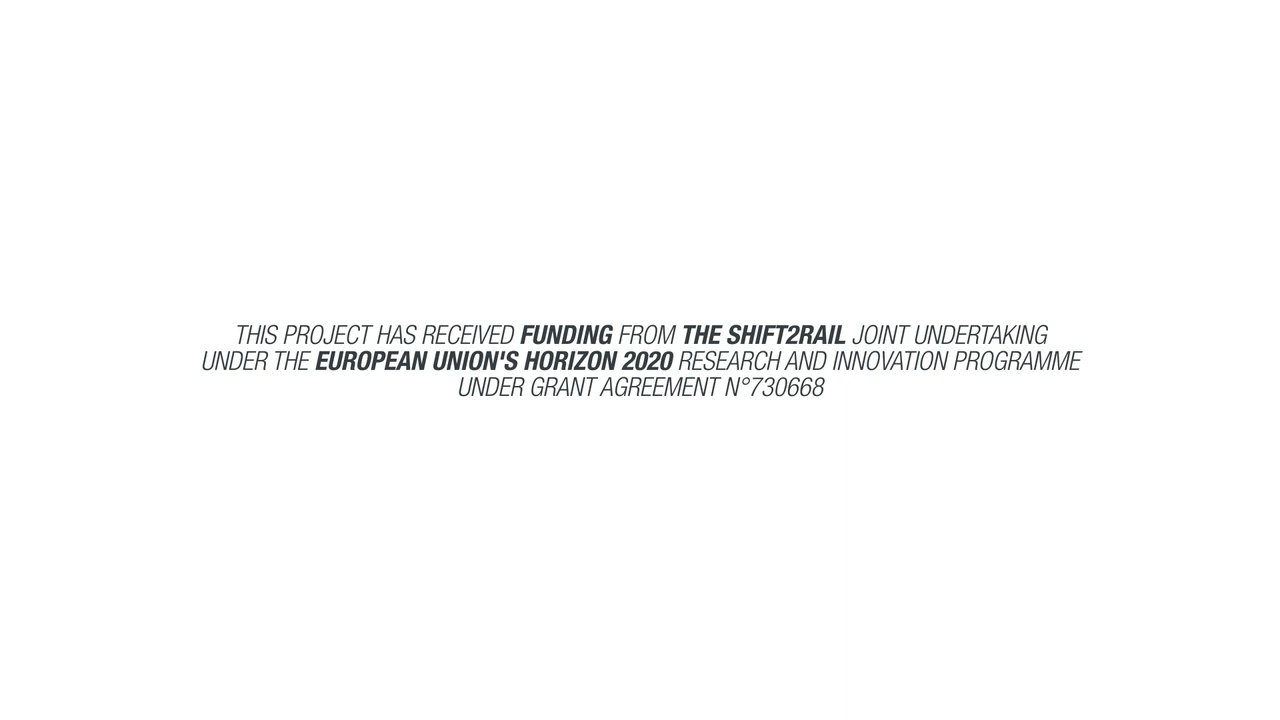 THIS PROJECT HAS RECEIVED FUNDING FROM THE SHIFT2RAIL JOINT UNDERTAKING
UNDER THE EUROPEAN UNION'S HORIZON 2020 RESEARCH AND INNOVATION PROGRAMME
UNDER GRANT AGREEMENT N°730668